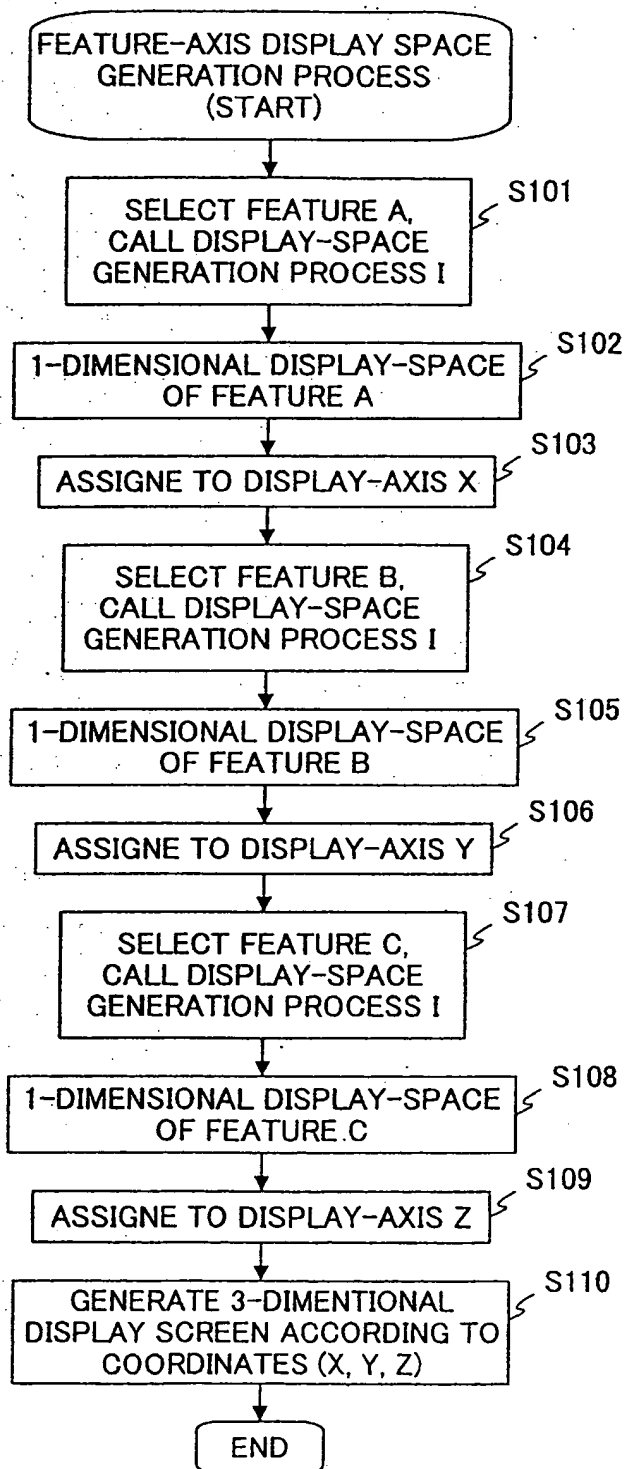 FEATURE-AXIS DISPLAY SPACE
GENERATION PROCESS
(START)
S101
SELECT FEATURE A,
CALL DISPLAY-SPACE
GENERATION PROCESS I
S102
1-DIMENSIONAL DISPLAY-SPACE
OF FEATURE A
S103
ASSIGNE TO DISPLAY-AXIS X
S104
SELECT FEATURE B,
CALL DISPLAY-SPACE
GENERATION PROCESS I
S105
1-DIMENSIONAL DISPLAY-SPACE
OF FEATURE B
S106
ASSIGNE TO DISPLAY-AXIS Y
S107
SELECT FEATURE C,
CALL DISPLAY-SPACE
GENERATION PROCESS I
S108
1-DIMENSIONAL DISPLAY-SPACE
OF FEATURE C
S109
ASSIGNE TO DISPLAY-AXIS Z
S110
GENERATE 3-DIMENTIONAL
DISPLAY SCREEN ACCORDING TO
COORDINATES (X, Y, Z)
END